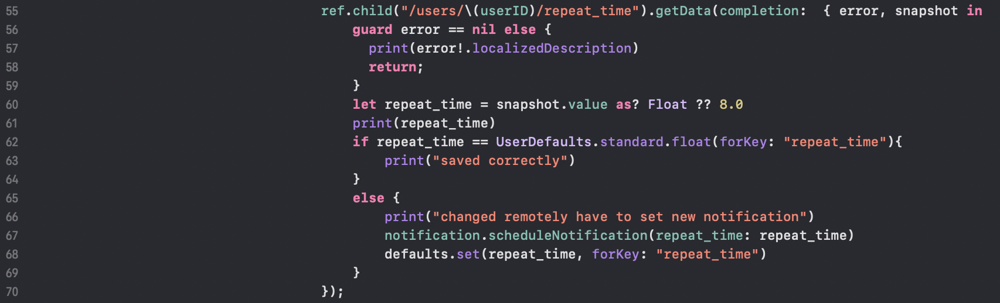 55 ref.child("/users/\(userID)/repeat_time").getData(completion:  { error, snapshot in
56 guard error == nil else {
57 print(error!.localizedDescription)
58 return;
59 }
60 let repeat_time = snapshot.value as? Float ?? 8.0
61 print(repeat_time)
62 if repeat_time == UserDefaults.standard.float(forKey: "repeat_time"){
63 print("saved correctly")
64 }
65 else {
66 print("changed remotely have to set new notification")
67 notification.scheduleNotification(repeat_time: repeat_time)
68 defaults.set(repeat_time, forKey: "repeat_time")
69 }
70 });